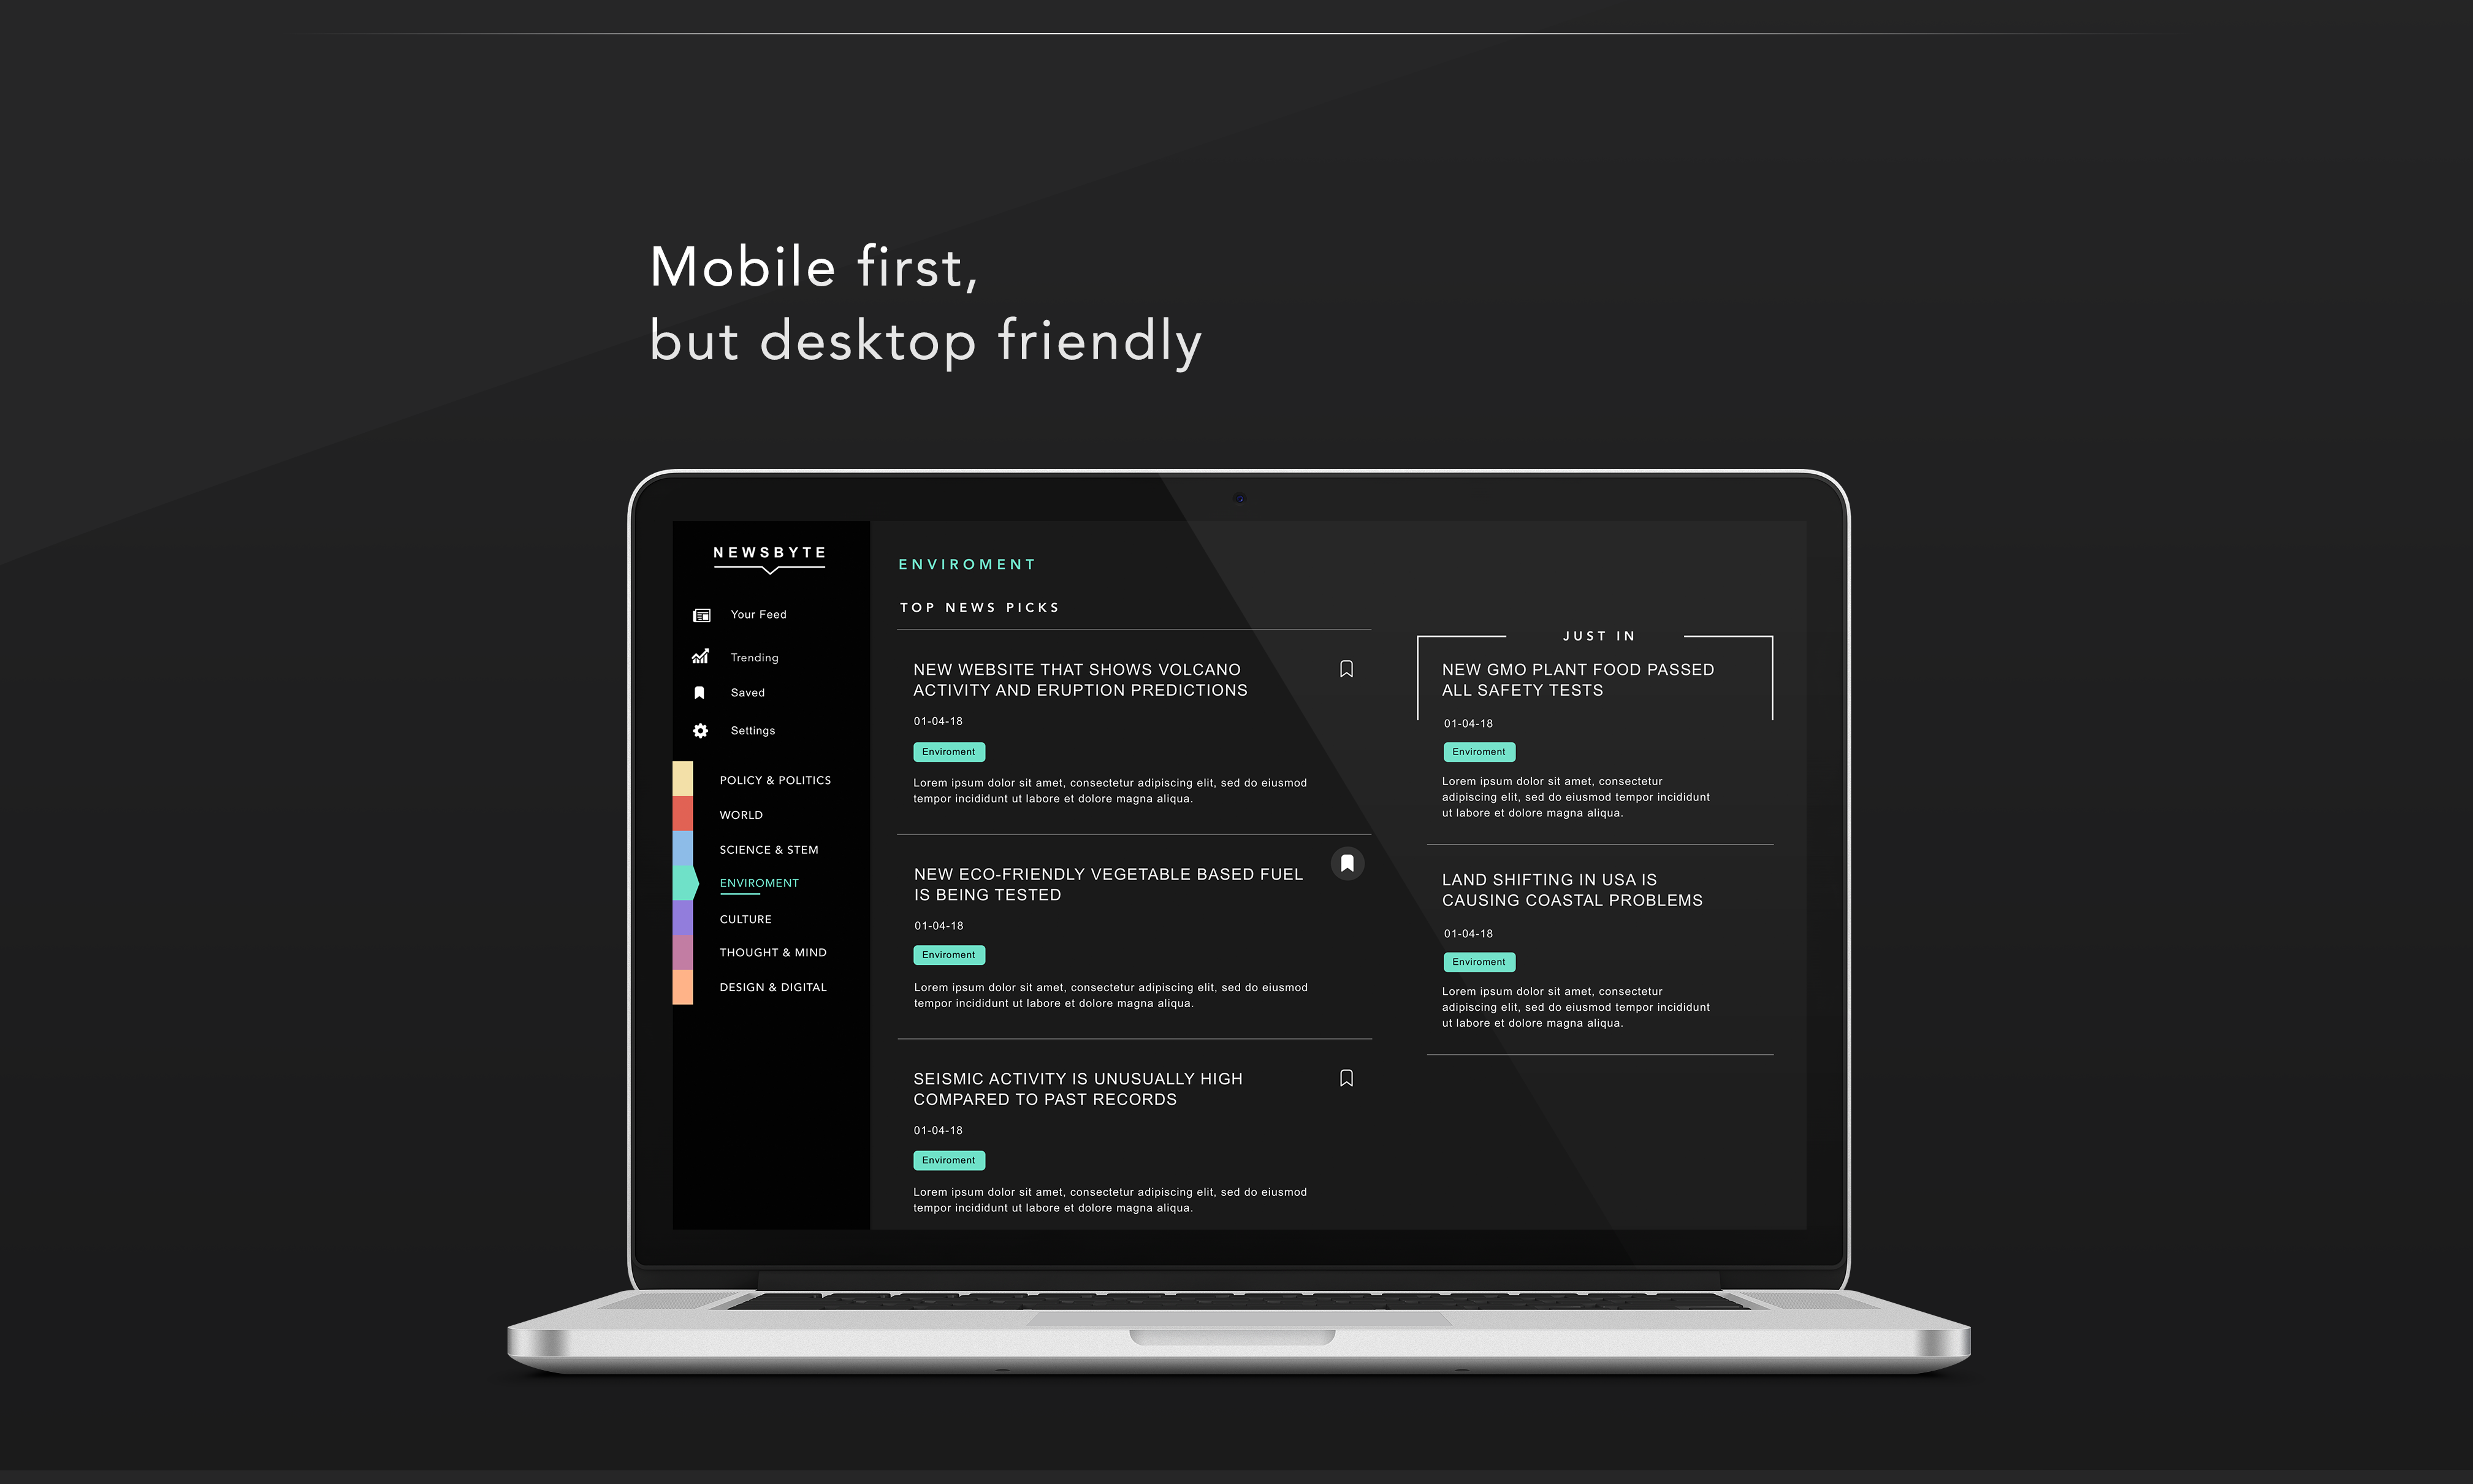 Mobile first,
but desktop friendly
NEWSBYTE
Your Feed
Trending
Saved
Settings
POLICY & POLITICS
WORLD
SCIENCE & STEM
ENVIROMENT
CULTURE
THOUGHT & MIND
DESIGN & DIGITAL
ENVIROMENT
TOP NEWS PICKS
NEW WEBSITE THAT SHOWS VOLCANO
ACTIVITY AND ERUPTION PREDICTIONS
01-04-18
Enviroment
Lorem ipsum dolor sit amet, consectetur adipiscing elit, sed do eiusmod
tempor incididunt ut labore et dolore magna aliqua.
NEW ECO-FRIENDLY VEGETABLE BASED FUEL
IS BEING TESTED
01-04-18
Enviroment
Lorem ipsum dolor sit amet, consectetur adipiscing elit, sed do eiusmod
tempor incididunt ut labore et dolore magna aliqua.
SEISMIC ACTIVITY IS UNUSUALLY HIGH
COMPARED TO PAST RECORDS
01-04-18
Enviroment
Lorem ipsum dolor sit amet, consectetur adipiscing elit, sed do eiusmod
tempor incididunt ut labore et dolore magna aliqua.
JUST IN
NEW GMO PLANT FOOD PASSED
ALL SAFETY TESTS
01-04-18
Enviroment
Lorem ipsum dolor sit amet, consectetur
adipiscing elit, sed do eiusmod tempor incididunt
ut labore et dolore magna aliqua.
LAND SHIFTING IN USA IS
CAUSING COASTAL PROBLEMS
01-04-18
Enviroment
Lorem ipsum dolor sit amet, consectetur
adipiscing elit, sed do eiusmod tempor incididunt
ut labore et dolore magna aliqua.